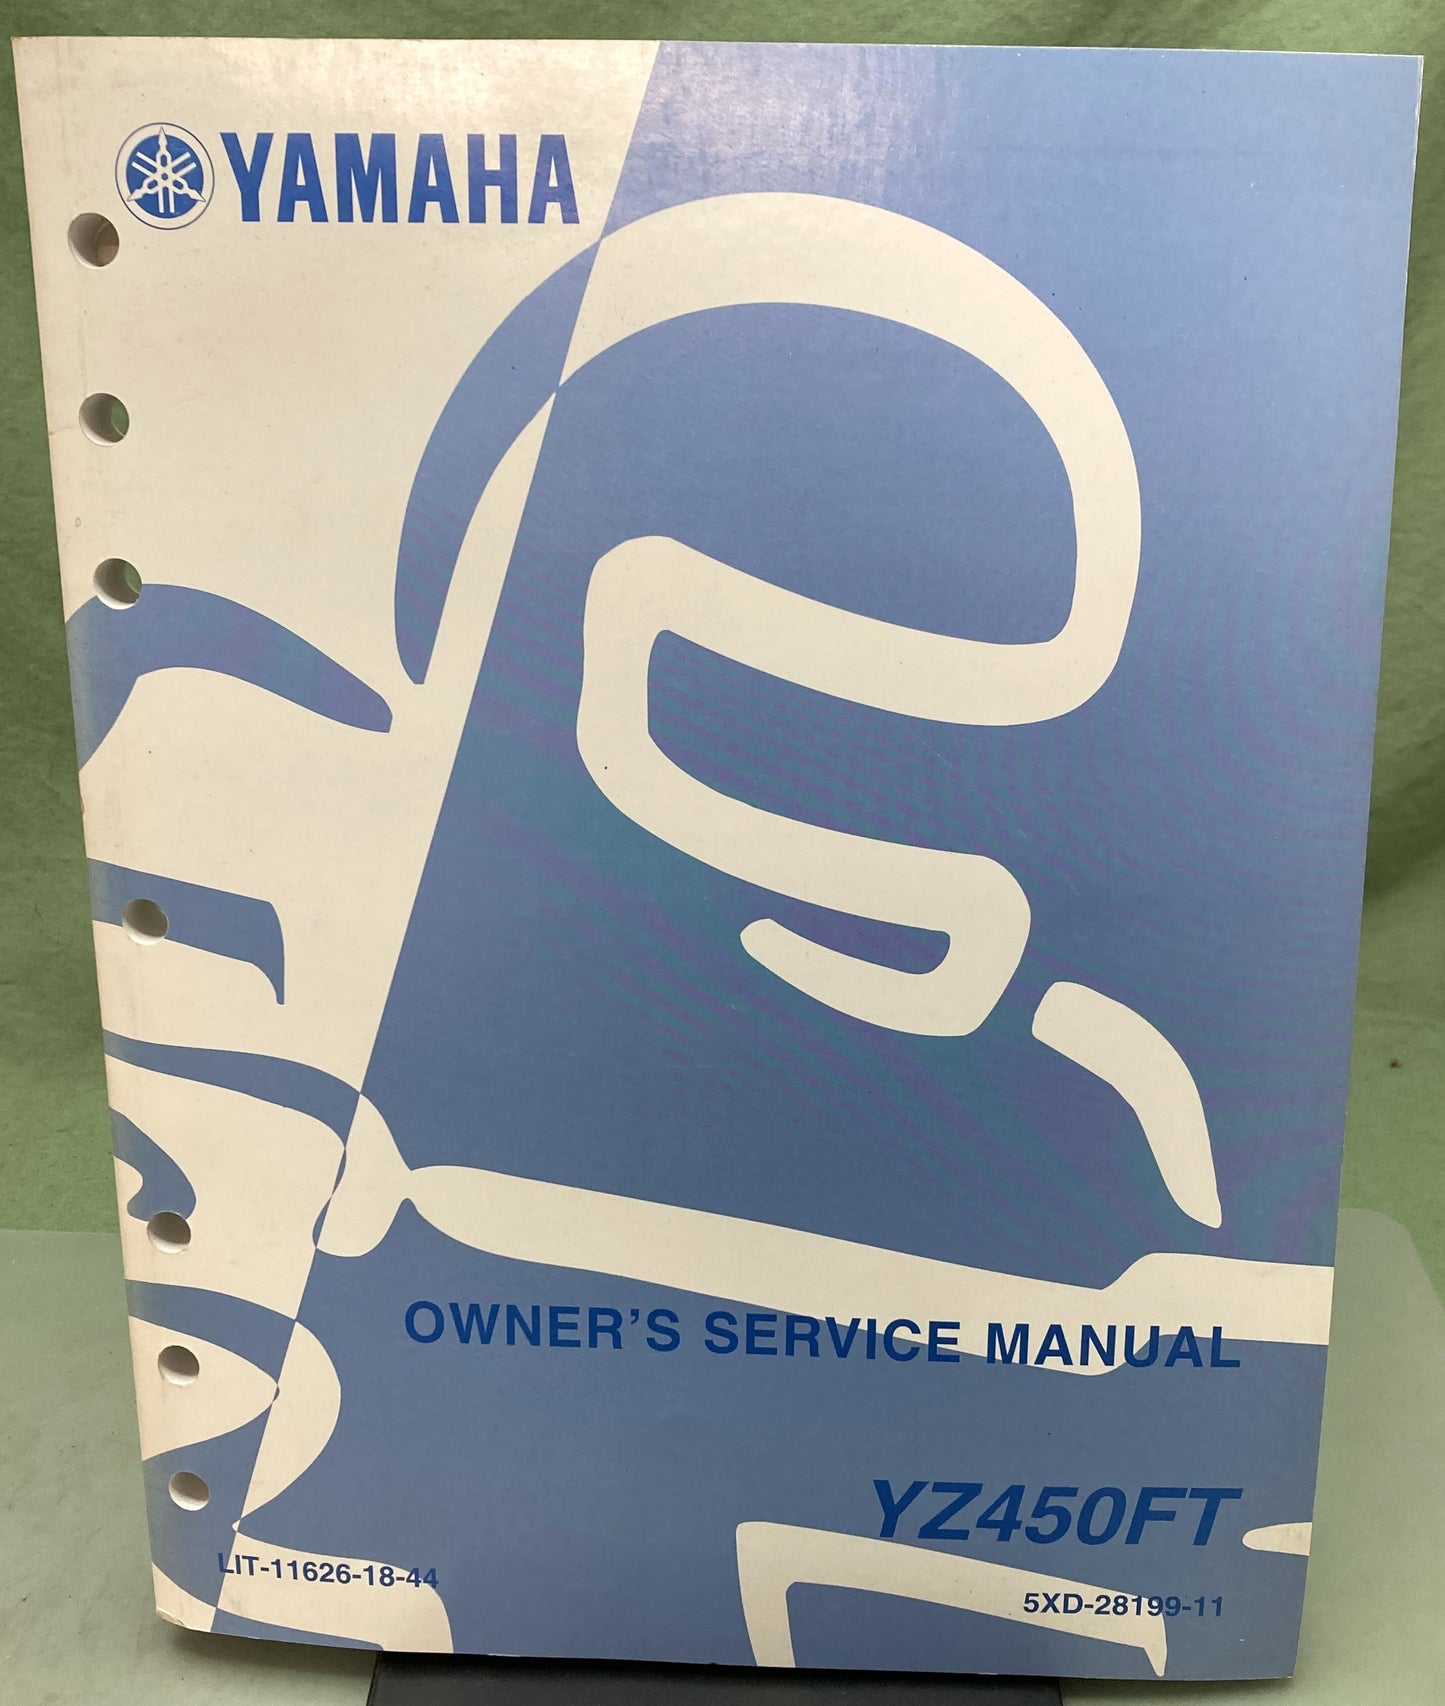 YAMAHA
OWNER'S SERVICE MANUAL
YZ450FT
LIT-11626-18-44
5XD-28199-11